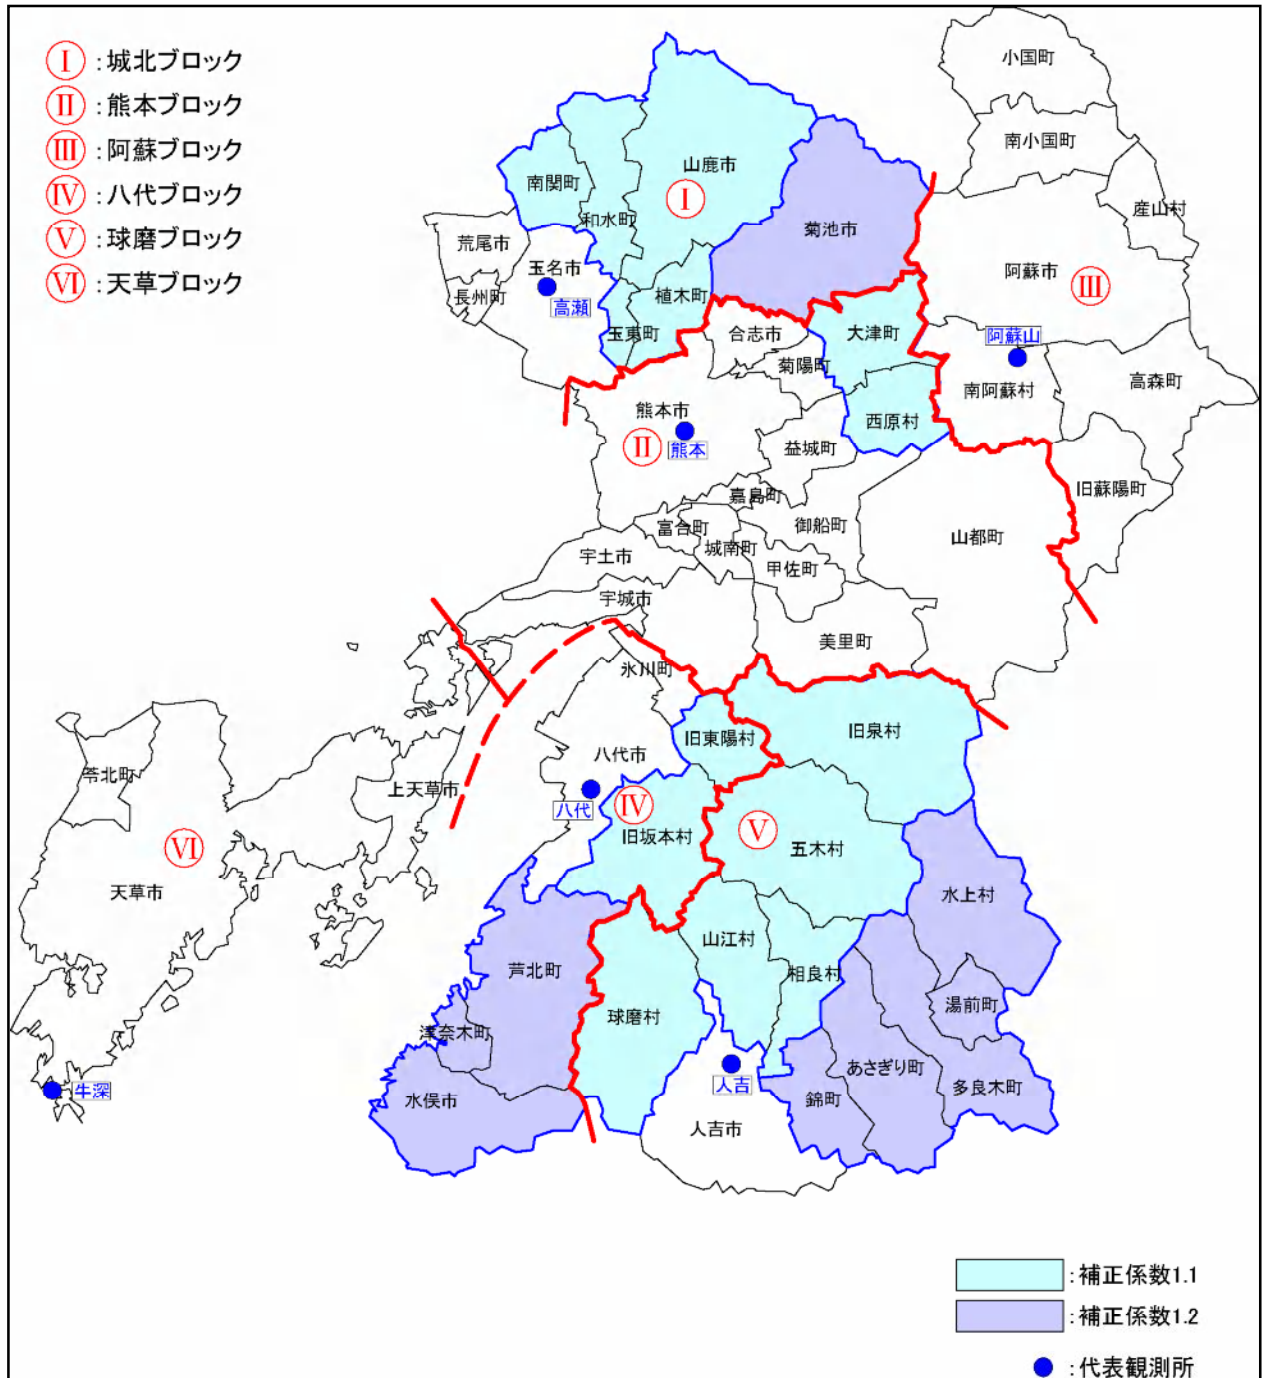 Ⅰ:城北ブロック
Ⅱ:熊本ブロック
Ⅲ:阿蘇ブロック
Ⅳ:八代ブロック
Ⅴ:球磨ブロック
Ⅵ:天草ブロック
小国町
南小国町
産山村
山鹿市
Ⅰ
南関町
和水町
菊池市
荒尾市
玉名市
阿蘇市
Ⅲ
長州町
高瀬
植木町
玉東町
合志市
大津町
阿蘇山
菊陽町
南阿蘇村
高森町
熊本市
Ⅱ
熊本
西原村
益城町
嘉島町
旧蘇陽町
富合町
御船町
城南町
山都町
宇土市
甲佐町
宇城市
美里町
氷川町
旧東陽村
旧泉村
八代市
苓北町
上天草市
八代
Ⅳ
旧坂本村
Ⅴ
五木村
Ⅵ
天草市
水上村
山江村
芦北町
相良村
湯前町
球磨村
津奈木町
あさぎり町
人吉
牛深
水俣市
錦町
多良木町
人吉市
:補正係数1.1
:補正係数1.2
:代表観測所